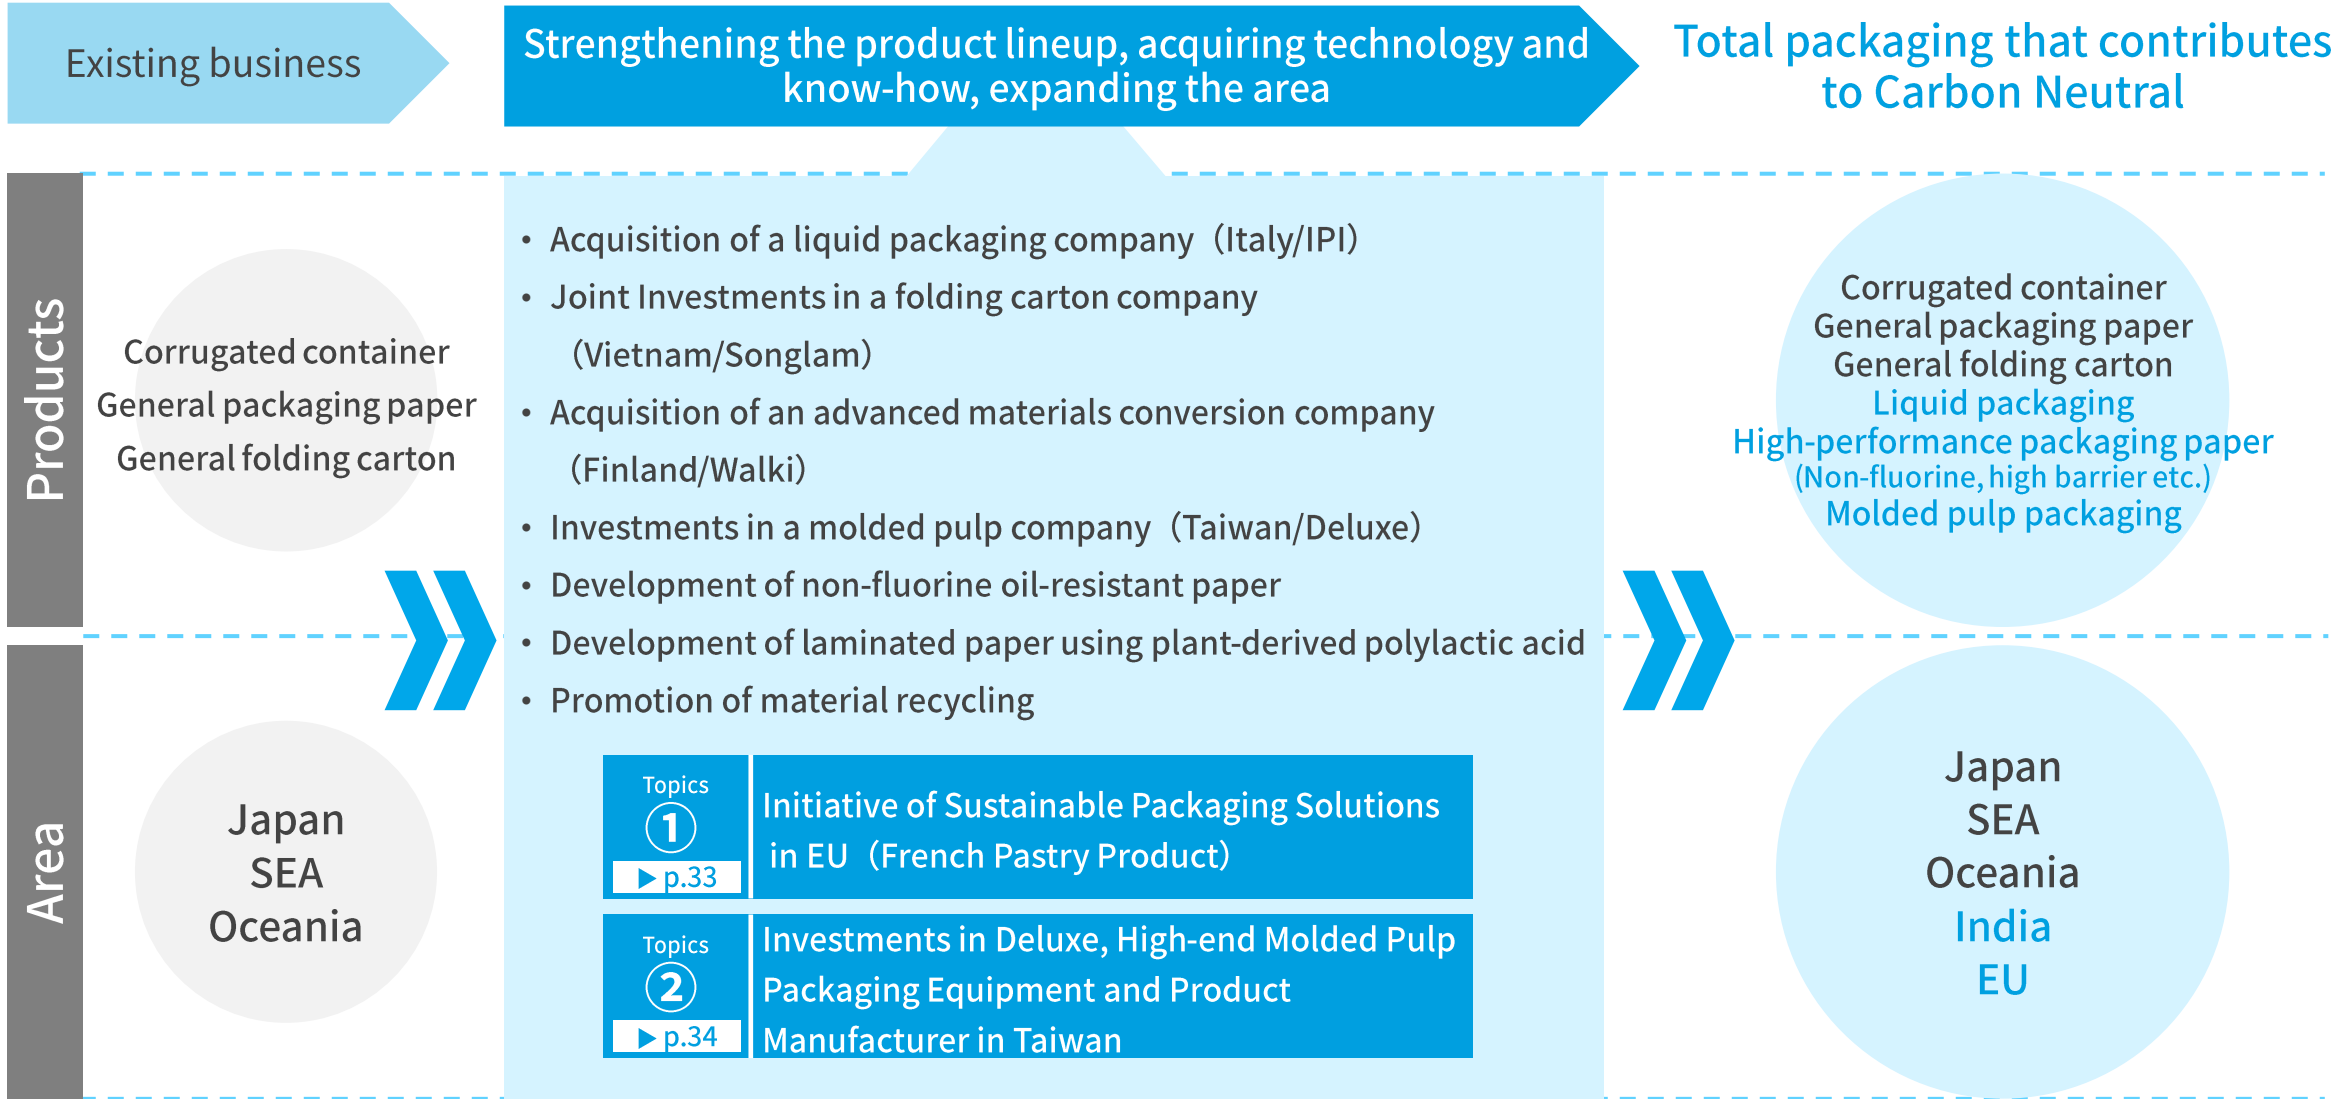 Existing business
Strengthening the product lineup, acquiring technology and
know-how, expanding the area
Total packaging that contributes
to Carbon Neutral
Products
Corrugated container
General packaging paper
General folding carton
・ Acquisition of a liquid packaging company（Italy/IPI）
・ Joint Investments in a folding carton company
（Vietnam/Songlam）
・ Acquisition of an advanced materials conversion company
（Finland/Walki）
・ Investments in a molded pulp company（Taiwan/Deluxe）
・ Development of non-fluorine oil-resistant paper
・ Development of laminated paper using plant-derived polylactic acid
・ Promotion of material recycling
Corrugated container
General packaging paper
General folding carton
Liquid packaging
High-performance packaging paper
(Non-fluorine, high barrier etc.)
Molded pulp packaging
Area
Japan
SEA
Oceania
Topics
①
▶ p.33
Initiative of Sustainable Packaging Solutions
in EU（French Pastry Product）
Topics
②
▶ p.34
Investments in Deluxe, High-end Molded Pulp
Packaging Equipment and Product
Manufacturer in Taiwan
Japan
SEA
Oceania
India
EU